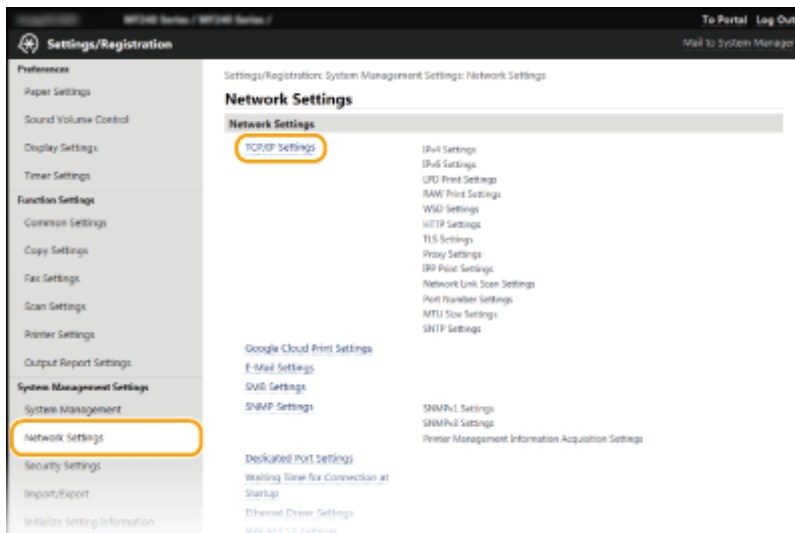 MF240 Series / MF240 Series /
To Portal Log Out
Settings/Registration
Mail to System Manager
Preferences
Paper Settings
Sound Volume Control
Display Settings
Timer Settings
Function Settings
Common Settings
Copy Settings
Fax Settings
Scan Settings
Printer Settings
Output Report Settings
System Management Settings
System Management
Network Settings
Security Settings
Import/Export
Initialize Setting Information
Settings/Registration: System Management Settings: Network Settings
Network Settings
Network Settings
TCP/IP Settings
IPv4 Settings
IPv6 Settings
LPD Print Settings
RAW Print Settings
WSD Settings
HTTP Settings
TLS Settings
Proxy Settings
IPP Print Settings
Network Link Scan Settings
Port Number Settings
MTU Size Settings
SNTP Settings
Google Cloud Print Settings
E-Mail Settings
SMB Settings
SNMP Settings
SNMPv1 Settings
SNMPv3 Settings
Printer Management Information Acquisition Settings
Dedicated Port Settings
Waiting Time for Connection at
Startup
Ethernet Driver Settings